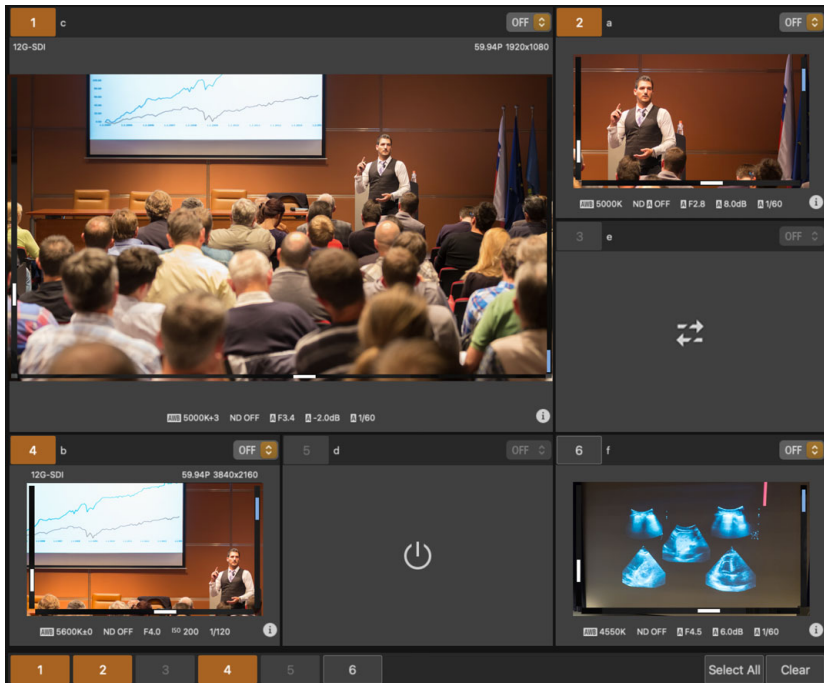 1 c OFF
12G-SDI 59.94P 1920x1080
AWB 5000K+3 ND OFF A F3.4 A -2.0dB A 1/60
2 a OFF
AWB 5000K ND A OFF A F2.8 A 8.0dB A 1/60
3 e OFF
4 b OFF
12G-SDI 59.94P 3840x2160
AWB 5600K±0 ND OFF F4.0 ISO 200 1/120
5 d OFF
6 f OFF
AWB 4550K ND OFF A F4.5 A 6.0dB A 1/60
1 2 3 4 5 6 Select All Clear